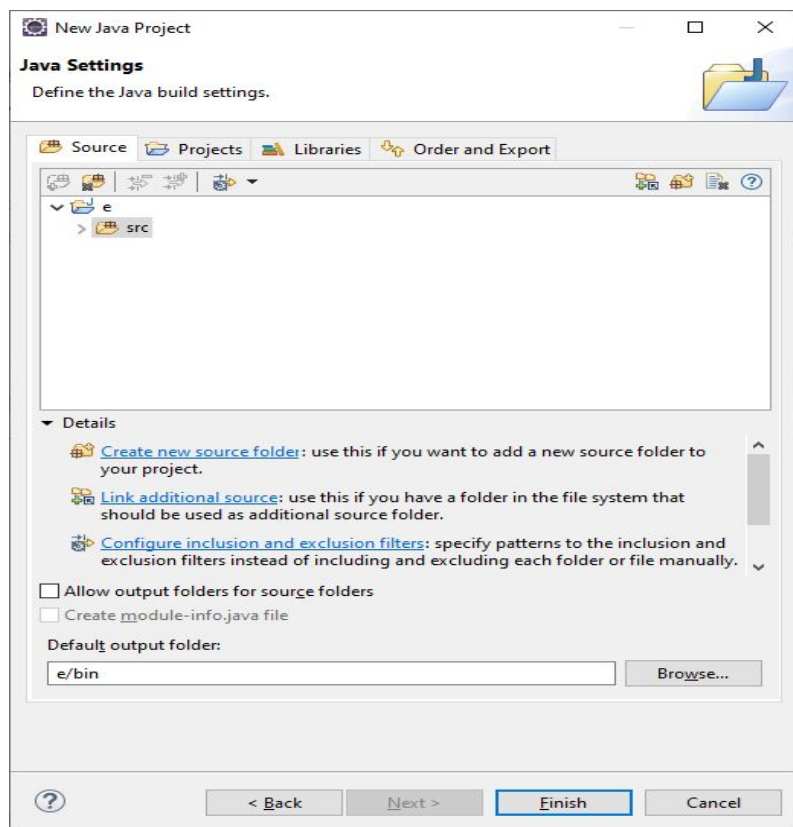 New Java Project
Java Settings
Define the Java build settings.
Source Projects Libraries Order and Export
e
src
Details
Create new source folder: use this if you want to add a new source folder to
your project.
Link additional source: use this if you have a folder in the file system that
should be used as additional source folder.
Configure inclusion and exclusion filters: specify patterns to the inclusion and
exclusion filters instead of including and excluding each folder or file manually.
Allow output folders for source folders
Create module-info.java file
Default output folder:
e/bin Browse...
< Back Next > Finish Cancel